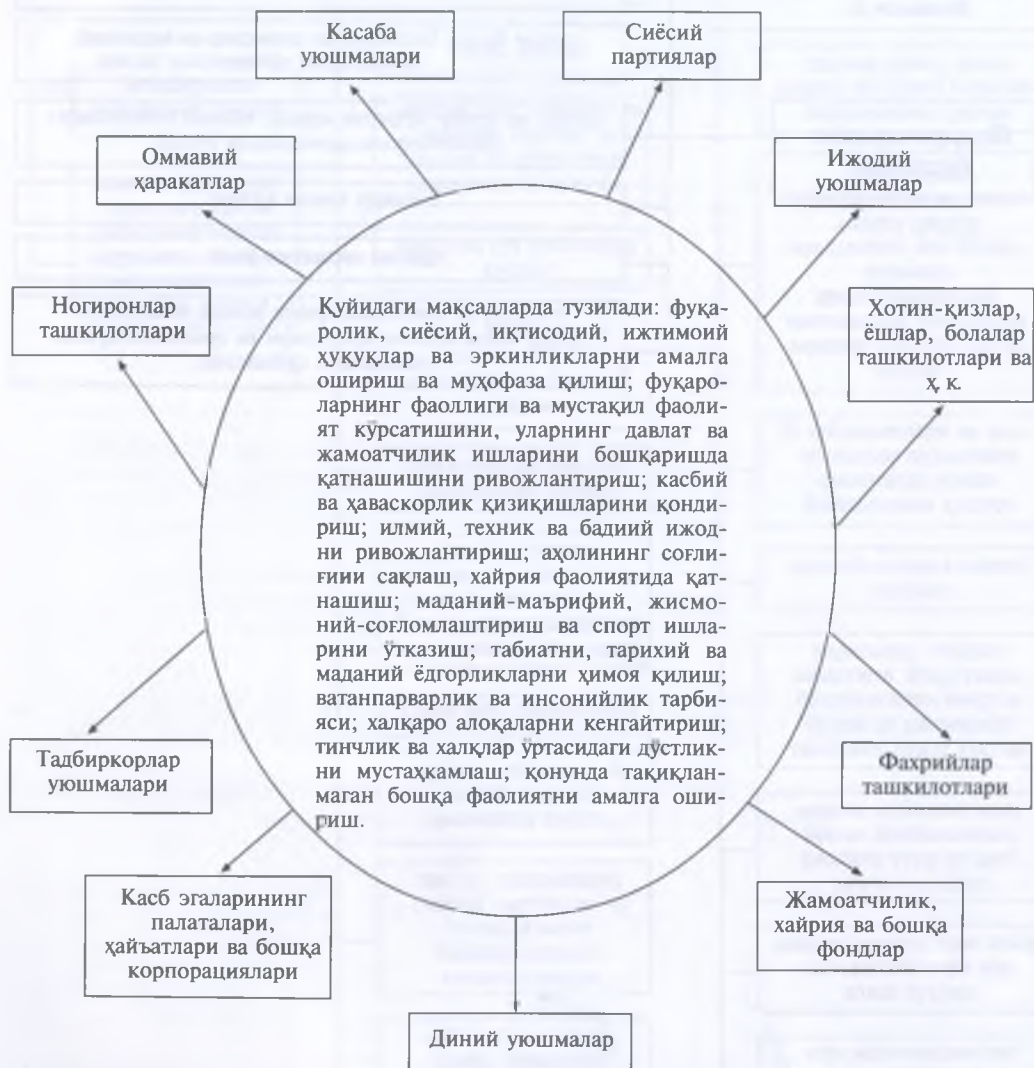 Касаба
уюшмалари
Сиёсий
партиялар
Оммавий
ҳаракатлар
Ижодий
уюшмалар
Ногиронлар
ташкилотлари
Хотин-қизлар,
ёшлар, болалар
ташкилотлари ва
ҳ. к.
Қуйидаги мақсадларда тузилади: фуқа-
ролик, сиёсий, иқтисодий, ижтимоий
ҳуқуқлар ва эркинликларни амалга
ошириш ва муҳофаза қилиш; фуқаро-
ларнинг фаоллиги ва мустақил фаоли-
ят кўрсатишини, уларнинг давлат ва
жамоатчилик ишларини бошқаришда
қатнашишини ривожлантириш; касбий
ва ҳаваскорлик қизиқишларини қонди-
риш; илмий, техник ва бадиий ижод-
ни ривожлантириш; аҳолининг соғли-
ғини сақлаш, хайрия фаолиятида қат-
нашиш; маданий-маърифий, жисмо-
ний-соғломлаштириш ва спорт ишла-
рини ўтказиш; табиатни, тарихий ва
маданий ёдгорликларни ҳимоя қилиш;
ватанпарварлик ва инсонийлик тарби-
яси; халқаро алоқаларни кенгайтириш;
тинчлик ва халқлар ўртасидаги дўстлик-
ни мустаҳкамлаш; қонунда тақиқлан-
маган бошқа фаолиятни амалга оши-
риш.
Тадбиркорлар
уюшмалари
Фахрийлар
ташкилотлари
Касб эгаларининг
палаталари,
ҳайъатлари ва бошқа
корпорациялари
Жамоатчилик,
хайрия ва бошқа
фондлар
Диний уюшмалар